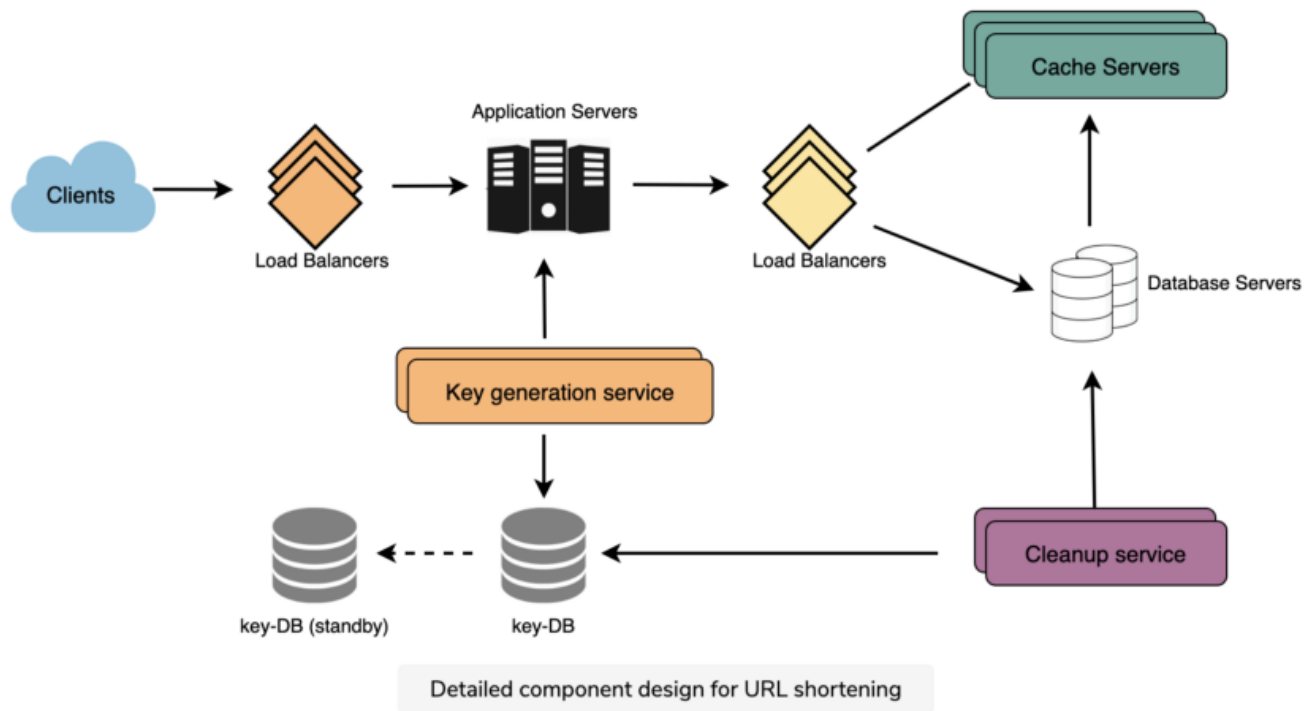 Cache Servers
Application Servers
Clients
Load Balancers
Load Balancers
Database Servers
Key generation service
Cleanup service
key-DB (standby)
key-DB
Detailed component design for URL shortening